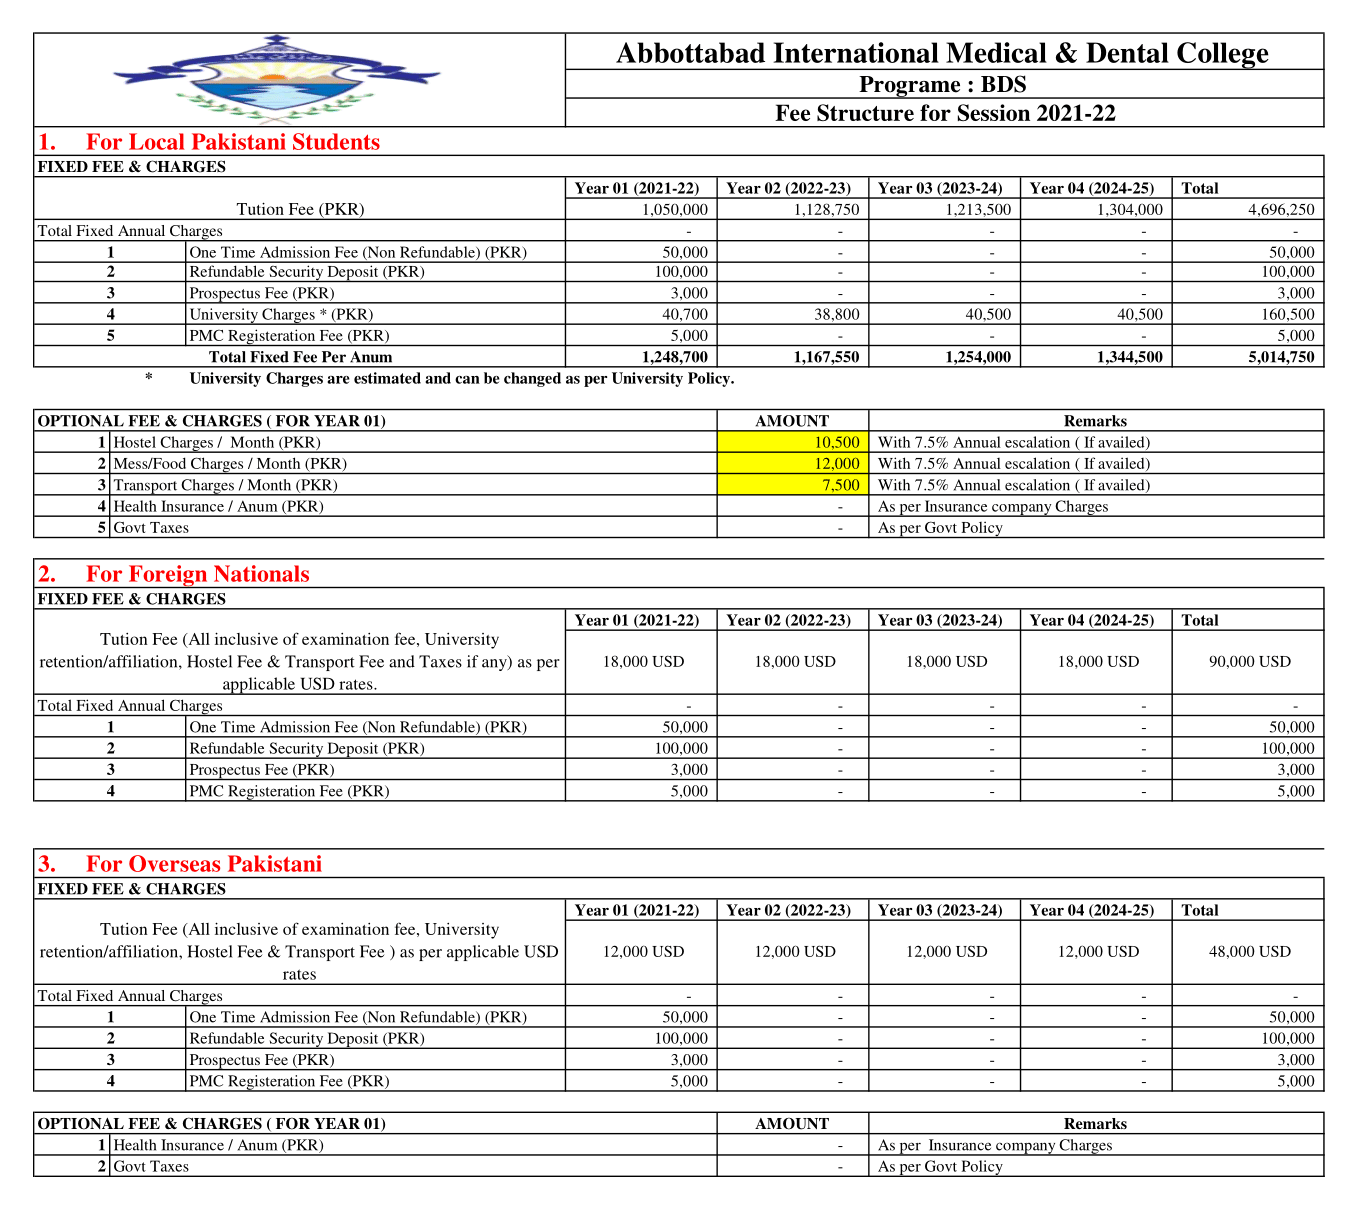 Abbottabad International Medical & Dental College
Programe : BDS
Fee Structure for Session 2021-22
1. For Local Pakistani Students
FIXED FEE & CHARGES
Year 01 (2021-22) Year 02 (2022-23) Year 03 (2023-24) Year 04 (2024-25) Total
Tution Fee (PKR) 1,050,000 1,128,750 1,213,500 1,304,000 4,696,250
Total Fixed Annual Charges - - - - -
1 One Time Admission Fee (Non Refundable) (PKR) 50,000 - - - 50,000
2 Refundable Security Deposit (PKR) 100,000 - - - 100,000
3 Prospectus Fee (PKR) 3,000 - - - 3,000
4 University Charges * (PKR) 40,700 38,800 40,500 40,500 160,500
5 PMC Registeration Fee (PKR) 5,000 - - - 5,000
Total Fixed Fee Per Anum 1,248,700 1,167,550 1,254,000 1,344,500 5,014,750
* University Charges are estimated and can be changed as per University Policy.
OPTIONAL FEE & CHARGES ( FOR YEAR 01) AMOUNT Remarks
1 Hostel Charges / Month (PKR) 10,500 With 7.5% Annual escalation ( If availed)
2 Mess/Food Charges / Month (PKR) 12,000 With 7.5% Annual escalation ( If availed)
3 Transport Charges / Month (PKR) 7,500 With 7.5% Annual escalation ( If availed)
4 Health Insurance / Anum (PKR) - As per Insurance company Charges
5 Govt Taxes - As per Govt Policy
2. For Foreign Nationals
FIXED FEE & CHARGES
Year 01 (2021-22) Year 02 (2022-23) Year 03 (2023-24) Year 04 (2024-25) Total
Tution Fee (All inclusive of examination fee, University
retention/affiliation, Hostel Fee & Transport Fee and Taxes if any) as per 18,000 USD 18,000 USD 18,000 USD 18,000 USD 90,000 USD
applicable USD rates.
Total Fixed Annual Charges - - - - -
1 One Time Admission Fee (Non Refundable) (PKR) 50,000 - - - 50,000
2 Refundable Security Deposit (PKR) 100,000 - - - 100,000
3 Prospectus Fee (PKR) 3,000 - - - 3,000
4 PMC Registeration Fee (PKR) 5,000 - - - 5,000
3. For Overseas Pakistani
FIXED FEE & CHARGES
Year 01 (2021-22) Year 02 (2022-23) Year 03 (2023-24) Year 04 (2024-25) Total
Tution Fee (All inclusive of examination fee, University
retention/affiliation, Hostel Fee & Transport Fee ) as per applicable USD 12,000 USD 12,000 USD 12,000 USD 12,000 USD 48,000 USD
rates
Total Fixed Annual Charges - - - - -
1 One Time Admission Fee (Non Refundable) (PKR) 50,000 - - - 50,000
2 Refundable Security Deposit (PKR) 100,000 - - - 100,000
3 Prospectus Fee (PKR) 3,000 - - - 3,000
4 PMC Registeration Fee (PKR) 5,000 - - - 5,000
OPTIONAL FEE & CHARGES ( FOR YEAR 01) AMOUNT Remarks
1 Health Insurance / Anum (PKR) - As per Insurance company Charges
2 Govt Taxes - As per Govt Policy